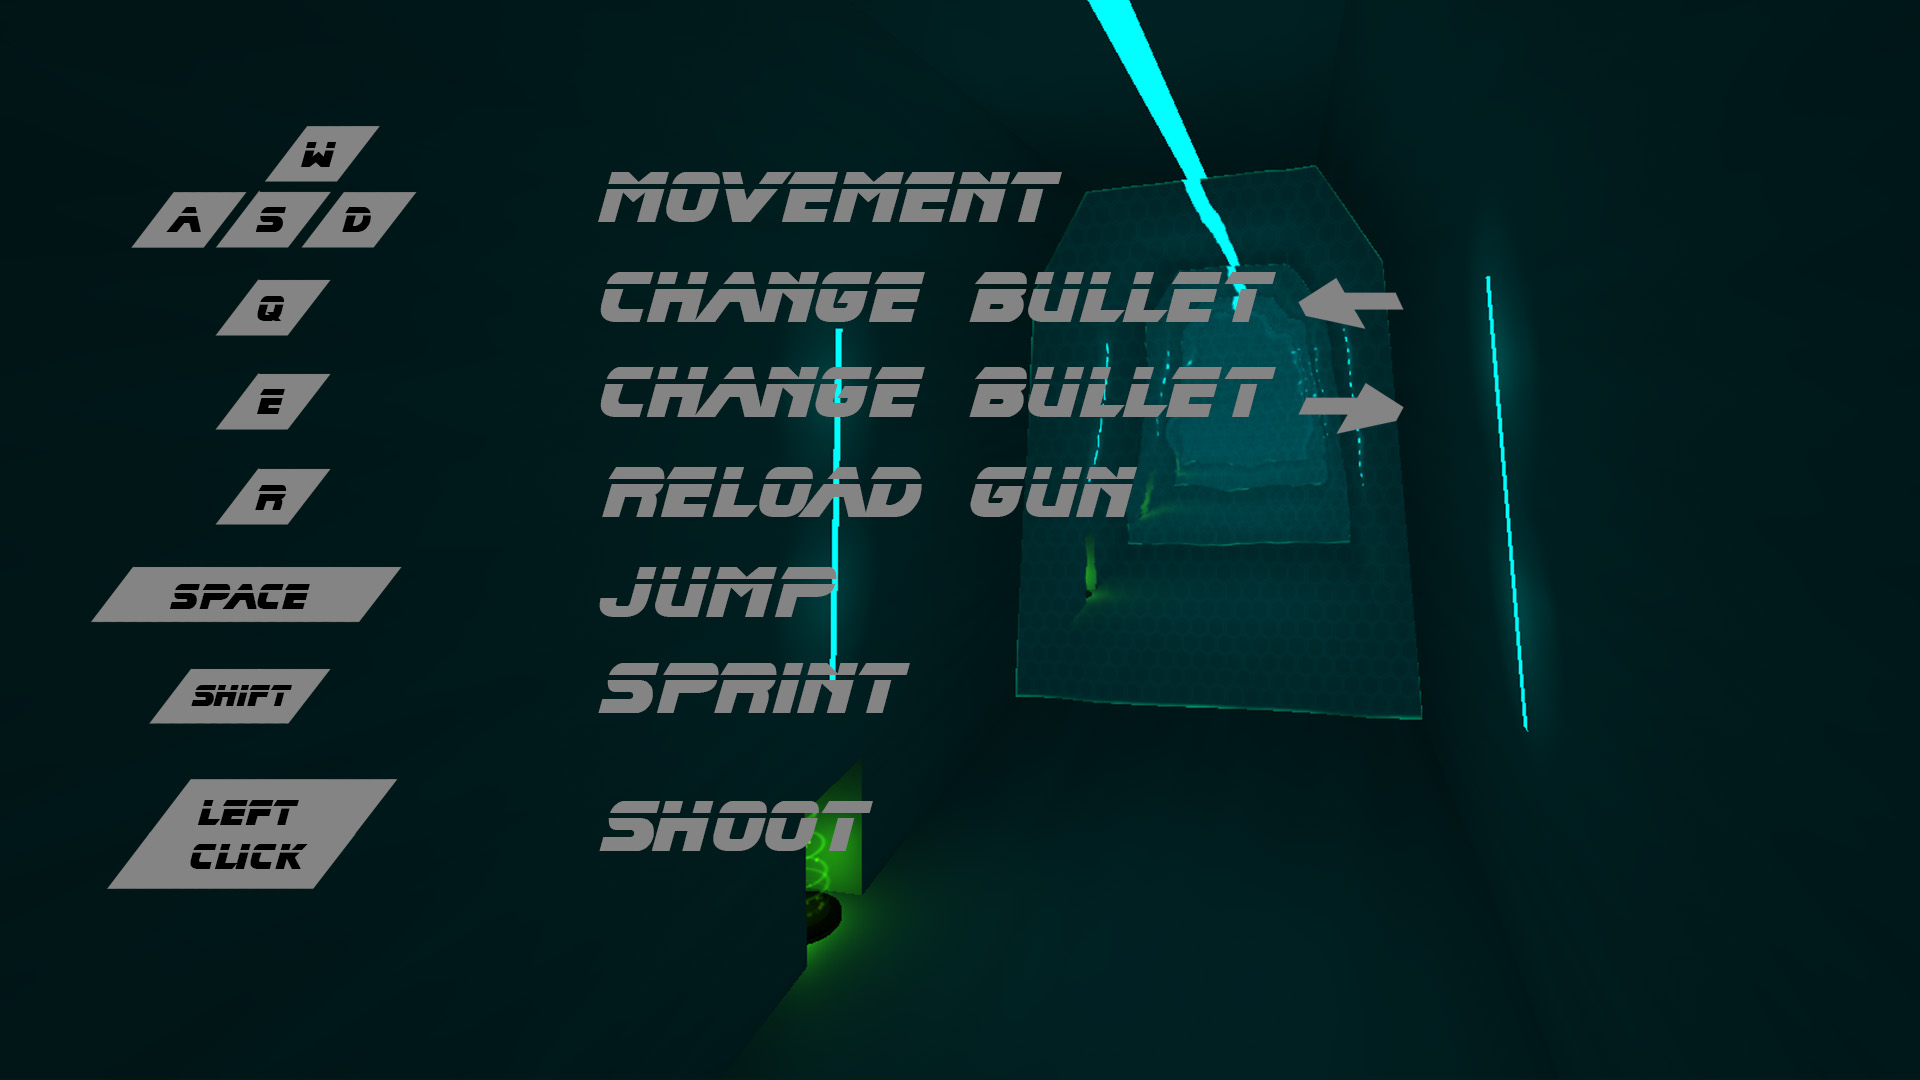 W
A S D MOVEMENT
Q CHANGE BULLET
E CHANGE BULLET
R RELOAD GUN
SPACE JUMP
SHIFT SPRINT
LEFT
CLICK SHOOT